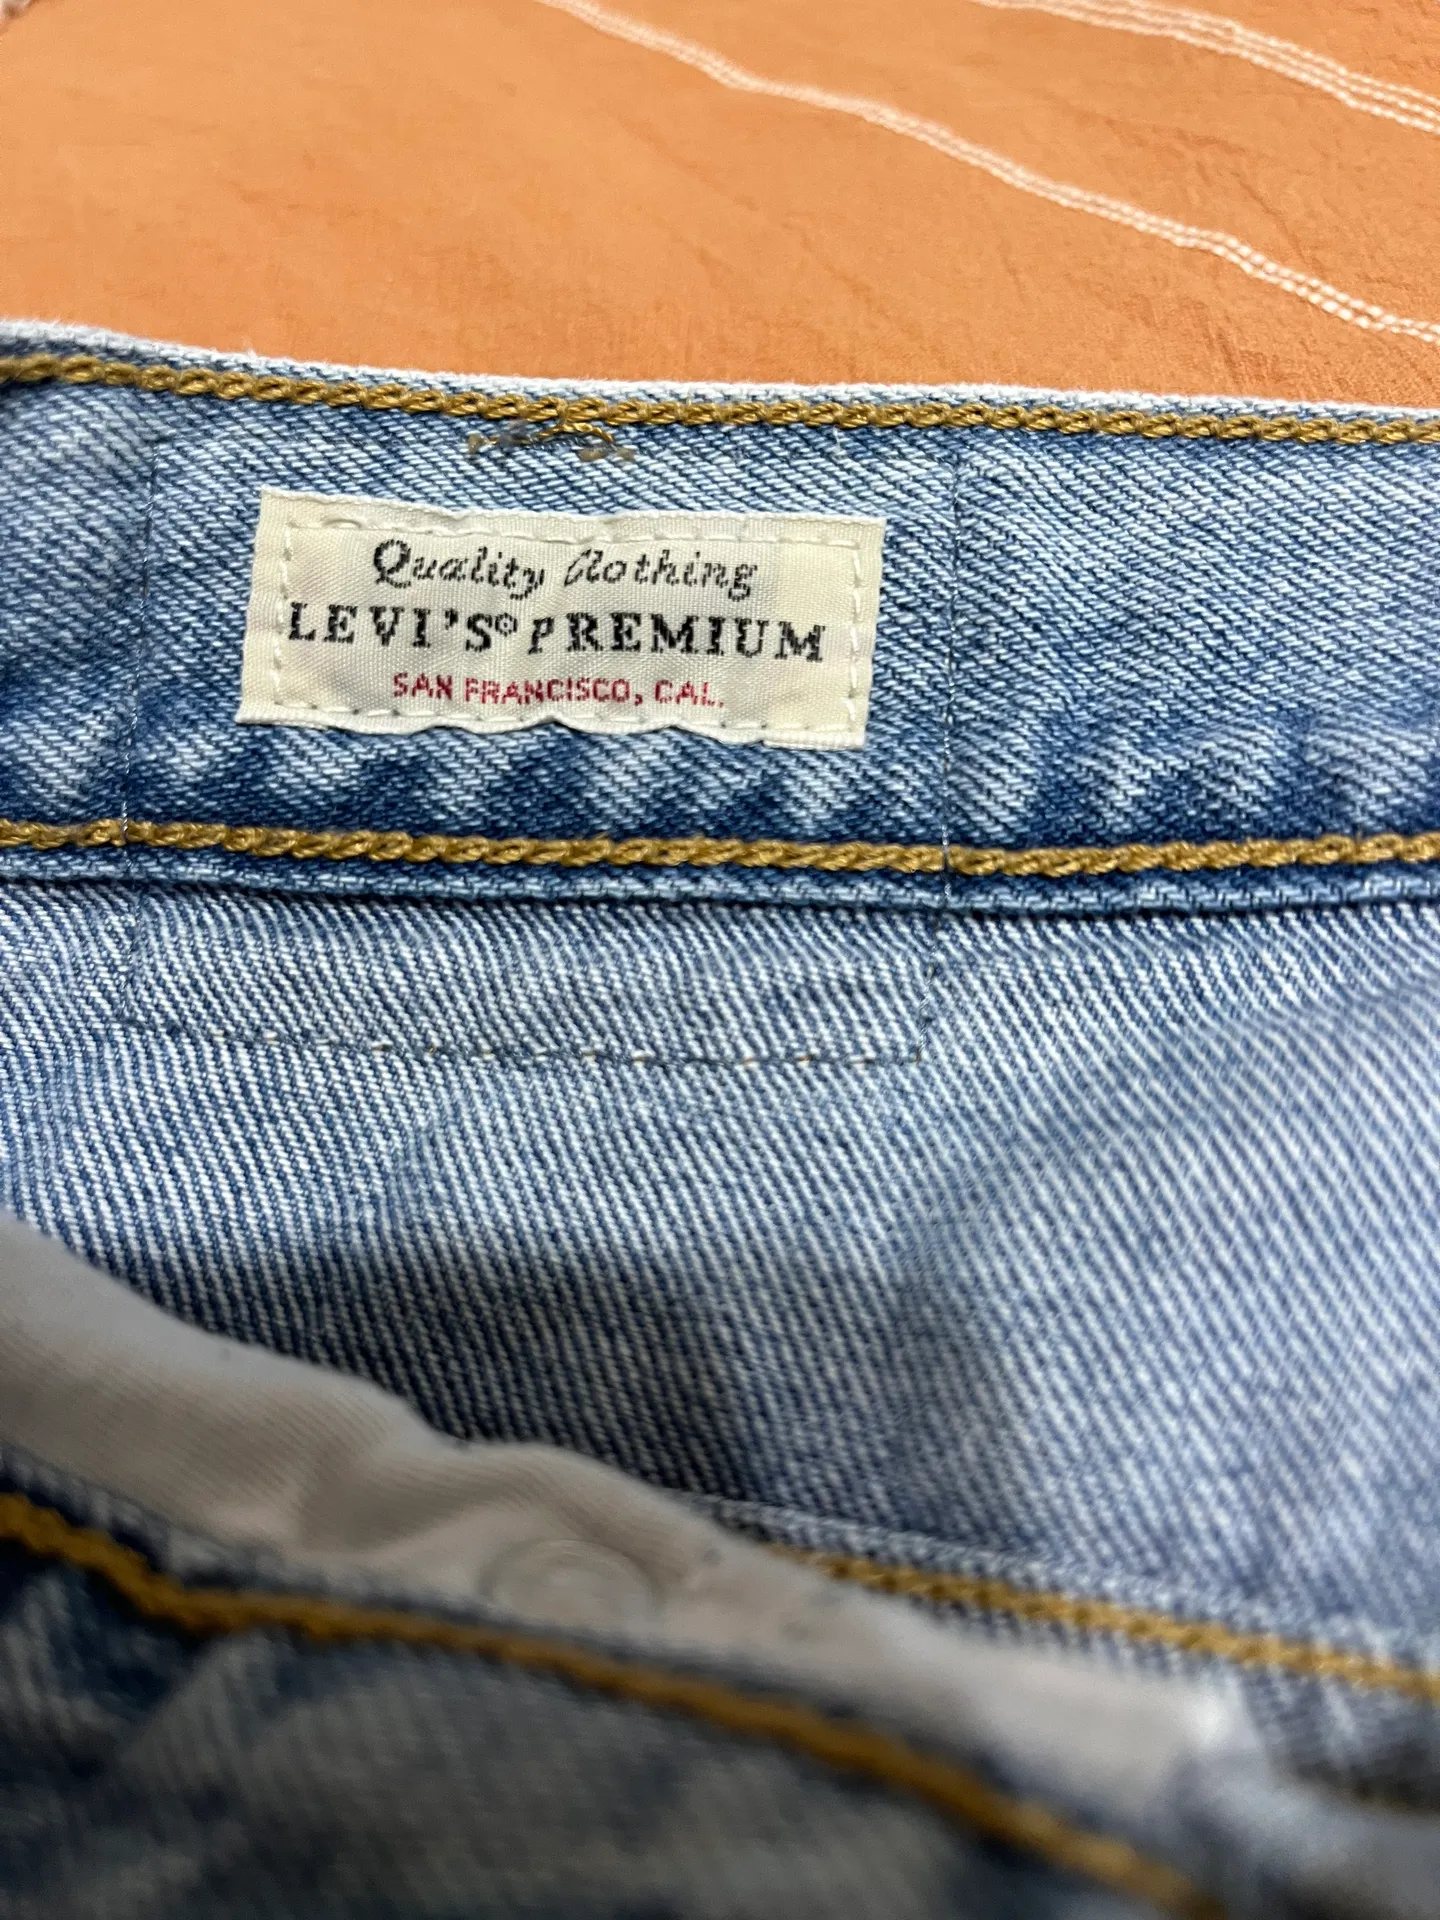 Quality Clothing
LEVI'S® PREMIUM
SAN FRANCISCO, CAL.